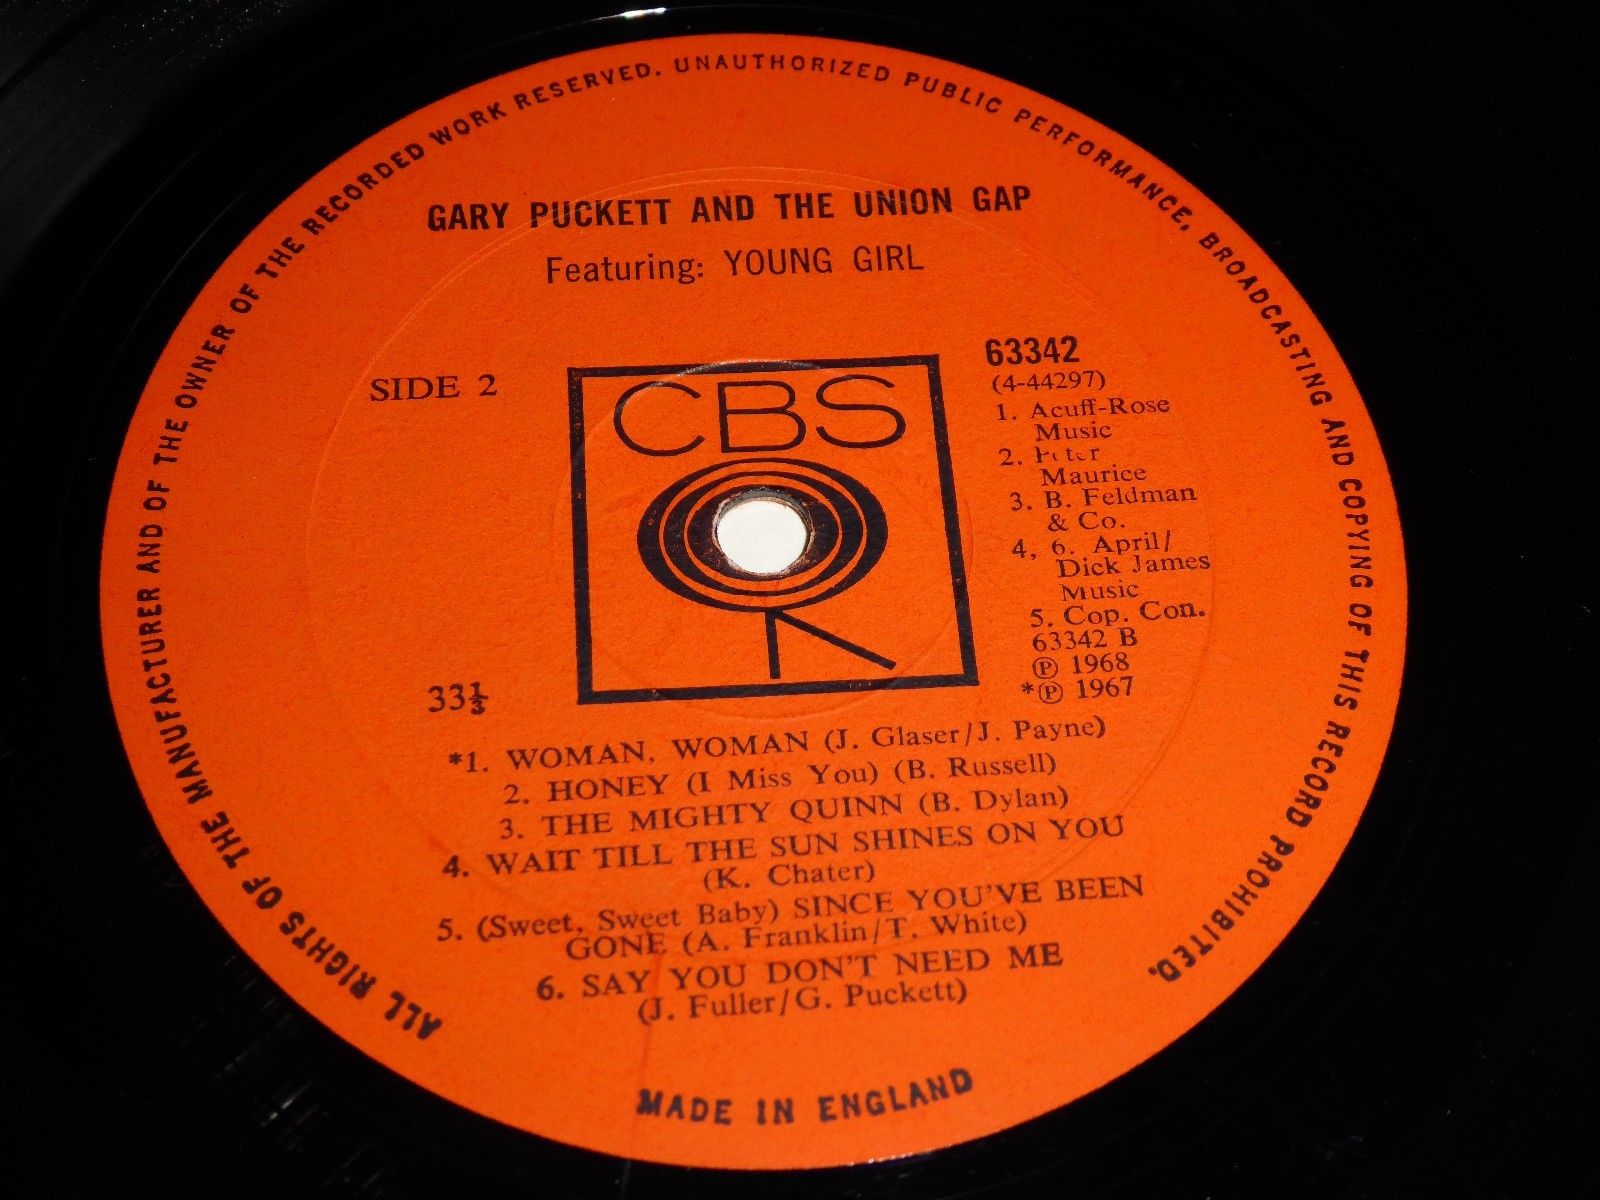 ALL RIGHTS OF THE MANUFACTURER AND OF THE OWNER OF THE RECORDED WORK RESERVED. UNAUTHORIZED PUBLIC PERFORMANCE, BROADCASTING AND COPYING OF THIS RECORD PROHIBITED.
GARY PUCKETT AND THE UNION GAP
Featuring: YOUNG GIRL
SIDE 2
CBS
33⅓
63342
(4-44297)
1. Acuff-Rose
Music
2. Peter
Maurice
3. B. Feldman
& Co.
4, 6. April/
Dick James
Music
5. Cop. Con.
63342 B
℗ 1968
*℗ 1967
*1. WOMAN, WOMAN (J. Glaser/J. Payne)
2. HONEY (I Miss You) (B. Russell)
3. THE MIGHTY QUINN (B. Dylan)
4. WAIT TILL THE SUN SHINES ON YOU
(K. Chater)
5. (Sweet, Sweet Baby) SINCE YOU'VE BEEN
GONE (A. Franklin/T. White)
6. SAY YOU DON'T NEED ME
(J. Fuller/G. Puckett)
MADE IN ENGLAND